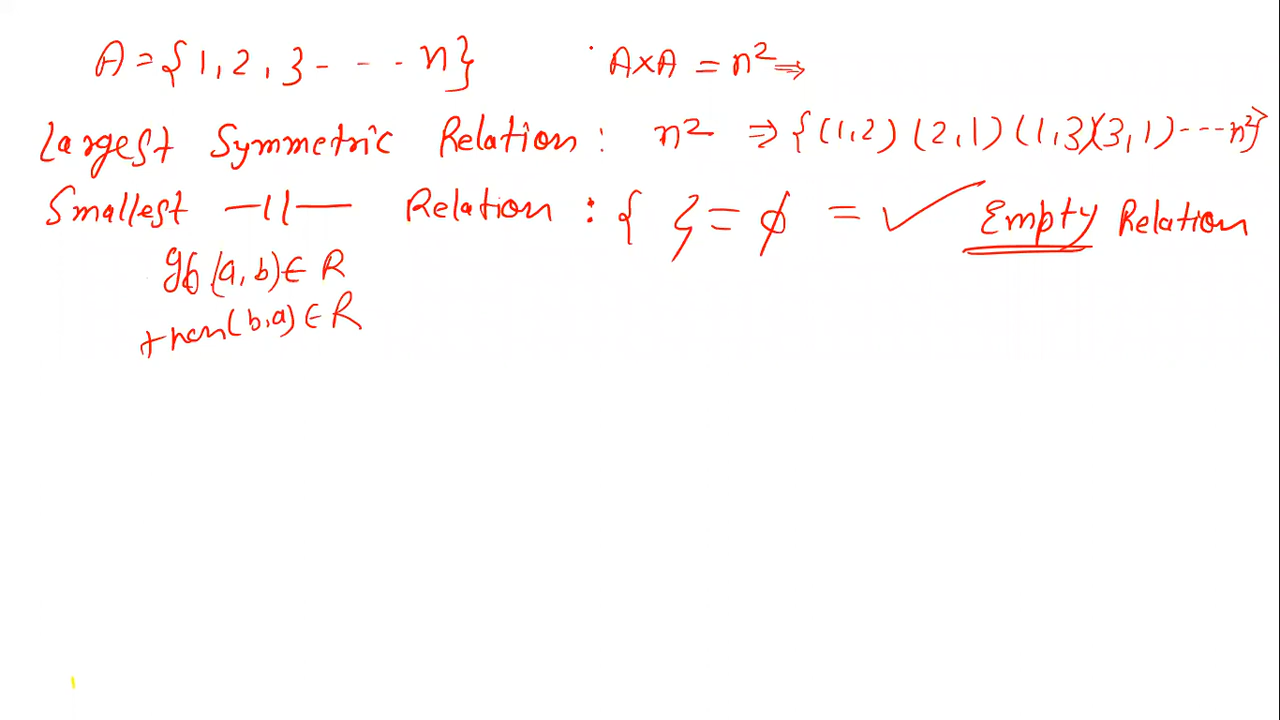 A = {1, 2, 3 - - - - n} A×A = n² ⇒
Largest Symmetric Relation : n² ⇒ {(1,2) (2,1) (1,3)(3,1) - - - n²}
Smallest —||— Relation : { } = ϕ = ✓ Empty Relation
If (a, b) ∈ R
then (b, a) ∈ R